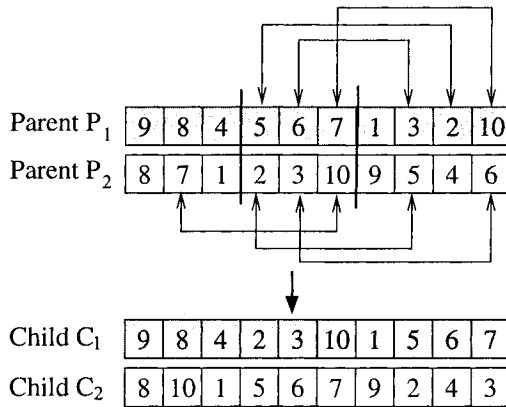 Parent P1 9 8 4 5 6 7 1 3 2 10
Parent P2 8 7 1 2 3 10 9 5 4 6
Child C1 9 8 4 2 3 10 1 5 6 7
Child C2 8 10 1 5 6 7 9 2 4 3